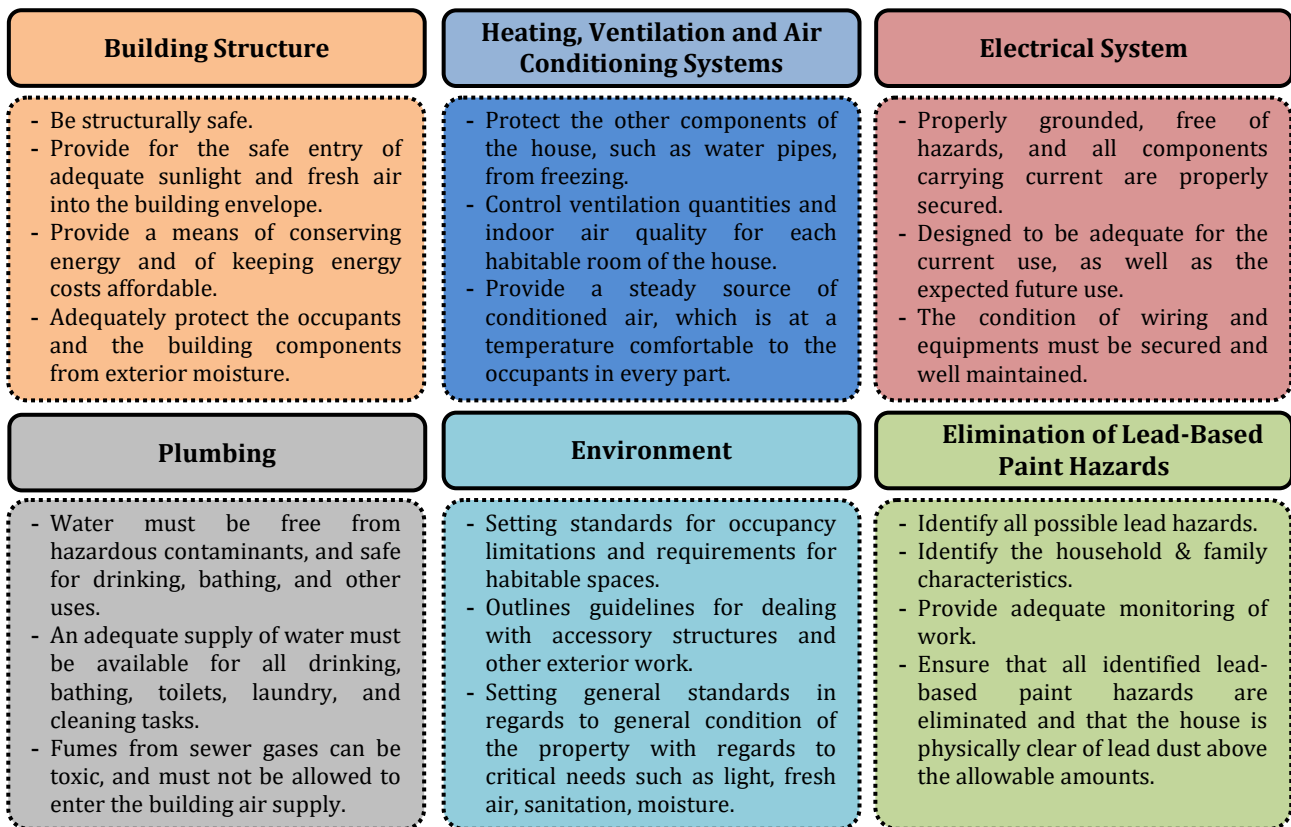 Building Structure
- Be structurally safe.
- Provide for the safe entry of
adequate sunlight and fresh air
into the building envelope.
- Provide a means of conserving
energy and of keeping energy
costs affordable.
- Adequately protect the occupants
and the building components
from exterior moisture.
Heating, Ventilation and Air
Conditioning Systems
- Protect the other components of
the house, such as water pipes,
from freezing.
- Control ventilation quantities and
indoor air quality for each
habitable room of the house.
- Provide a steady source of
conditioned air, which is at a
temperature comfortable to the
occupants in every part.
Electrical System
- Properly grounded, free of
hazards, and all components
carrying current are properly
secured.
- Designed to be adequate for the
current use, as well as the
expected future use.
- The condition of wiring and
equipments must be secured and
well maintained.
Plumbing
- Water must be free from
hazardous contaminants, and safe
for drinking, bathing, and other
uses.
- An adequate supply of water must
be available for all drinking,
bathing, toilets, laundry, and
cleaning tasks.
- Fumes from sewer gases can be
toxic, and must not be allowed to
enter the building air supply.
Environment
- Setting standards for occupancy
limitations and requirements for
habitable spaces.
- Outlines guidelines for dealing
with accessory structures and
other exterior work.
- Setting general standards in
regards to general condition of
the property with regards to
critical needs such as light, fresh
air, sanitation, moisture.
Elimination of Lead-Based
Paint Hazards
- Identify all possible lead hazards.
- Identify the household & family
characteristics.
- Provide adequate monitoring of
work.
- Ensure that all identified lead-
based paint hazards are
eliminated and that the house is
physically clear of lead dust above
the allowable amounts.